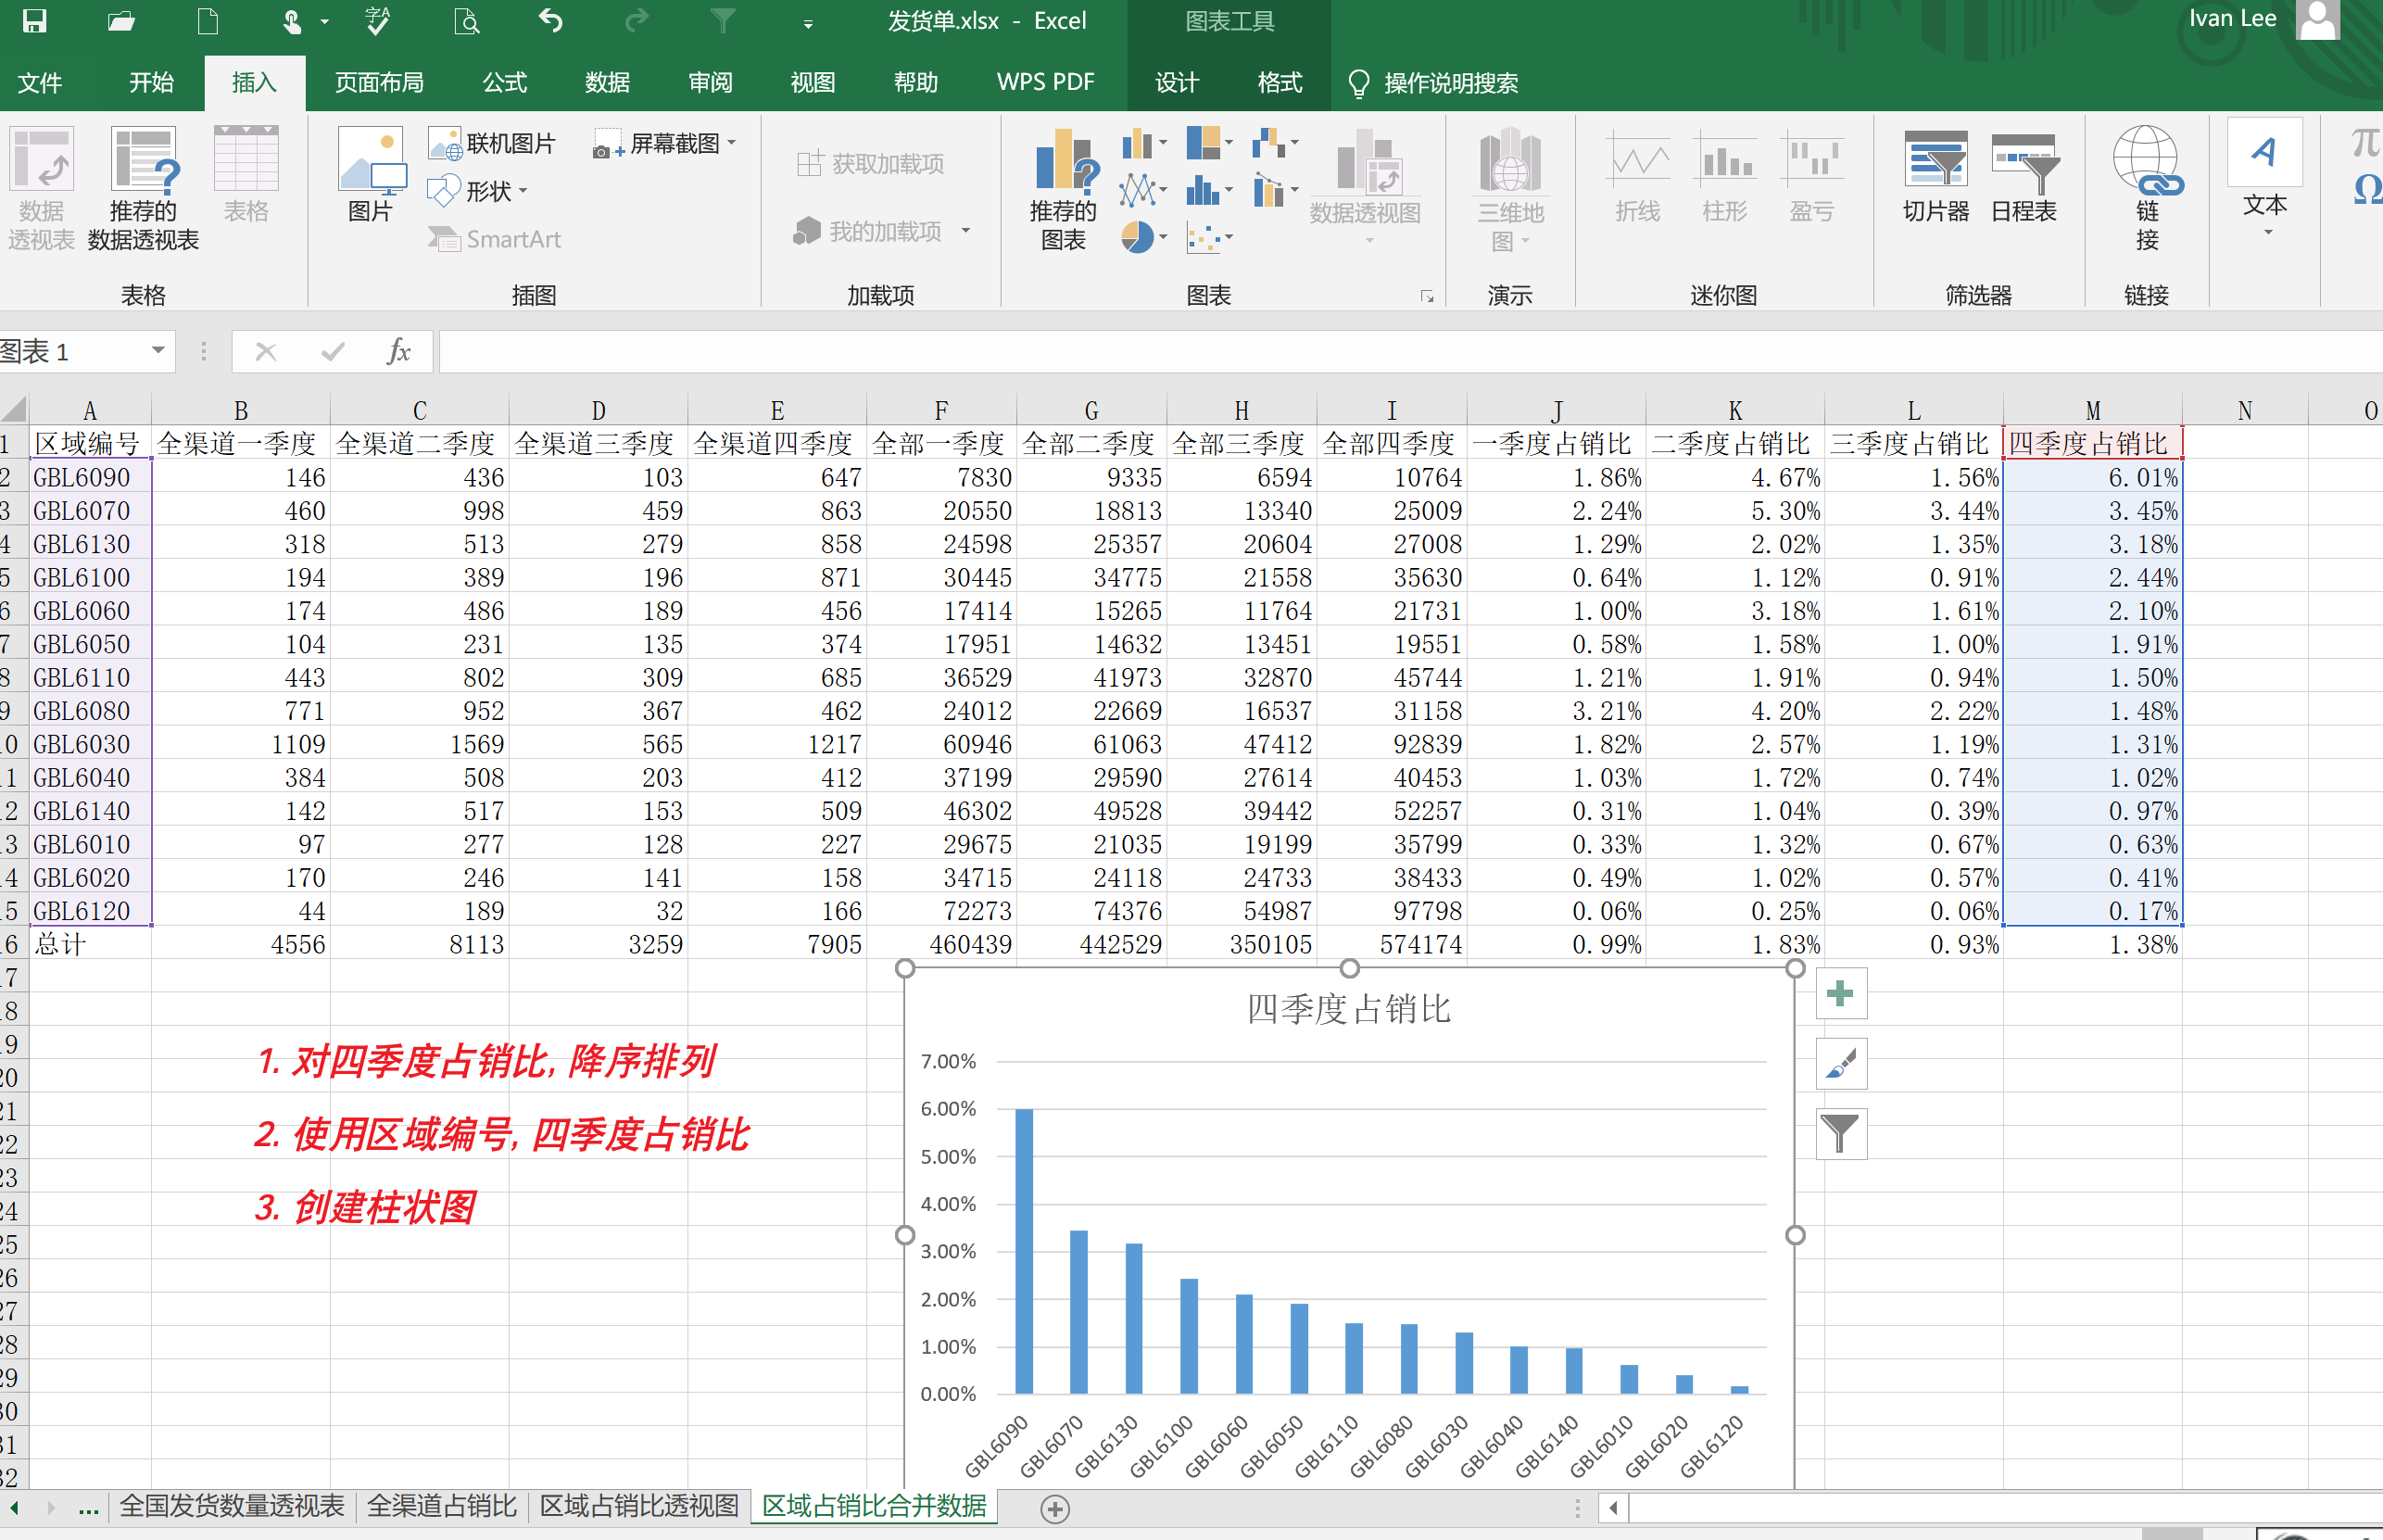 发货单.xlsx - Excel 图表工具 Ivan Lee
文件 开始 插入 页面布局 公式 数据 审阅 视图 帮助 WPS PDF 设计 格式 操作说明搜索
数据透视表 推荐的数据透视表 表格 图片 联机图片 形状 SmartArt 屏幕截图 获取加载项 我的加载项 推荐的图表 数据透视图 三维地图 折线 柱形 盈亏 切片器 日程表 链接 文本
表格 插图 加载项 图表 演示 迷你图 筛选器 链接
图表 1 fx
A B C D E F G H I J K L M N O
1 区域编号 全渠道一季度 全渠道二季度 全渠道三季度 全渠道四季度 全部一季度 全部二季度 全部三季度 全部四季度 一季度占销比 二季度占销比 三季度占销比 四季度占销比
2 GBL6090 146 436 103 647 7830 9335 6594 10764 1.86% 4.67% 1.56% 6.01%
3 GBL6070 460 998 459 863 20550 18813 13340 25009 2.24% 5.30% 3.44% 3.45%
4 GBL6130 318 513 279 858 24598 25357 20604 27008 1.29% 2.02% 1.35% 3.18%
5 GBL6100 194 389 196 871 30445 34775 21558 35630 0.64% 1.12% 0.91% 2.44%
6 GBL6060 174 486 189 456 17414 15265 11764 21731 1.00% 3.18% 1.61% 2.10%
7 GBL6050 104 231 135 374 17951 14632 13451 19551 0.58% 1.58% 1.00% 1.91%
8 GBL6110 443 802 309 685 36529 41973 32870 45744 1.21% 1.91% 0.94% 1.50%
9 GBL6080 771 952 367 462 24012 22669 16537 31158 3.21% 4.20% 2.22% 1.48%
10 GBL6030 1109 1569 565 1217 60946 61063 47412 92839 1.82% 2.57% 1.19% 1.31%
11 GBL6040 384 508 203 412 37199 29590 27614 40453 1.03% 1.72% 0.74% 1.02%
12 GBL6140 142 517 153 509 46302 49528 39442 52257 0.31% 1.04% 0.39% 0.97%
13 GBL6010 97 277 128 227 29675 21035 19199 35799 0.33% 1.32% 0.67% 0.63%
14 GBL6020 170 246 141 158 34715 24118 24733 38433 0.49% 1.02% 0.57% 0.41%
15 GBL6120 44 189 32 166 72273 74376 54987 97798 0.06% 0.25% 0.06% 0.17%
16 总计 4556 8113 3259 7905 460439 442529 350105 574174 0.99% 1.83% 0.93% 1.38%
17
18
19
20
21
22
23
24
25
26
27
28
29
30
31
32
1. 对四季度占销比, 降序排列
2. 使用区域编号, 四季度占销比
3. 创建柱状图
四季度占销比
7.00%
6.00%
5.00%
4.00%
3.00%
2.00%
1.00%
0.00%
GBL6090 GBL6070 GBL6130 GBL6100 GBL6060 GBL6050 GBL6110 GBL6080 GBL6030 GBL6040 GBL6140 GBL6010 GBL6020 GBL6120
... 全国发货数量透视表 全渠道占销比 区域占销比透视图 区域占销比合并数据